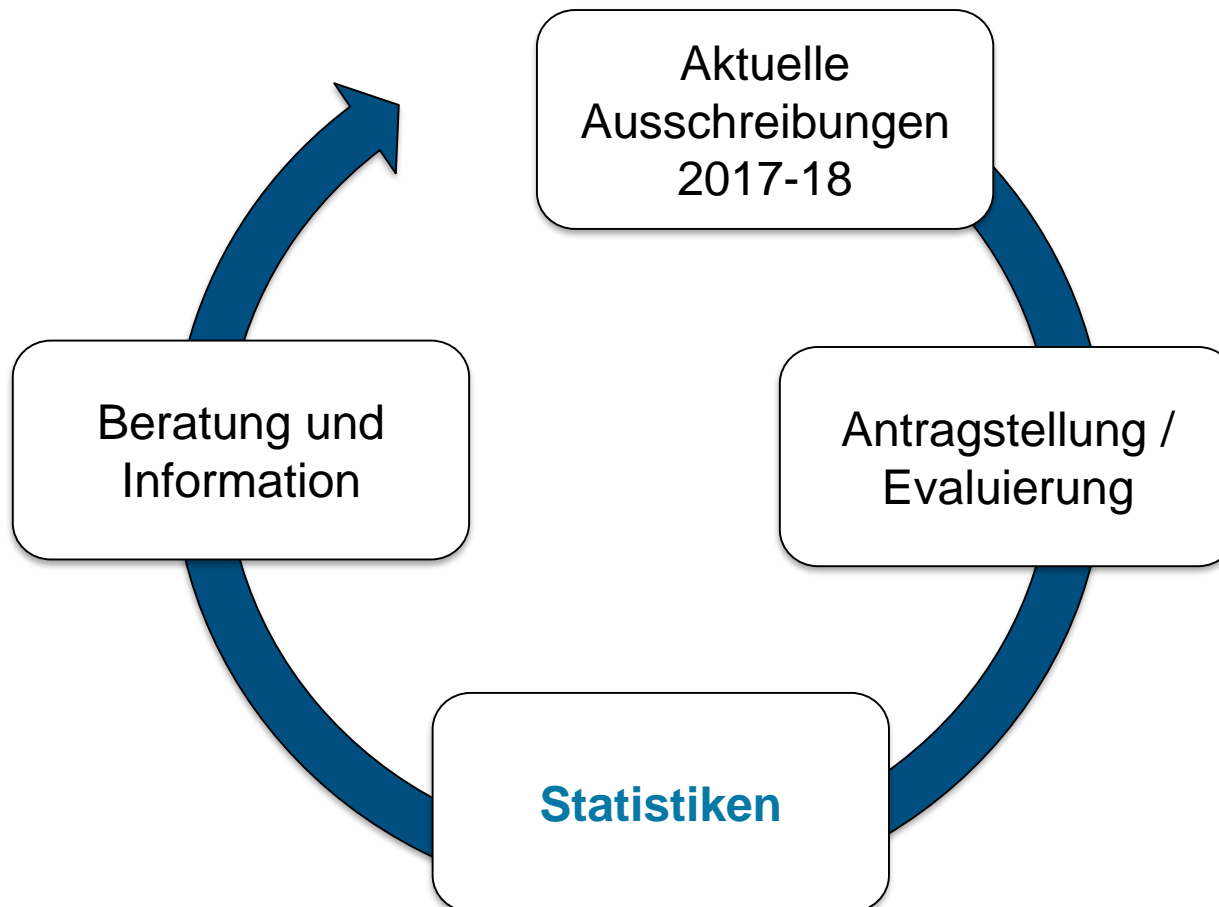 Aktuelle
Ausschreibungen
2017-18
Antragstellung /
Evaluierung
Statistiken
Beratung und
Information